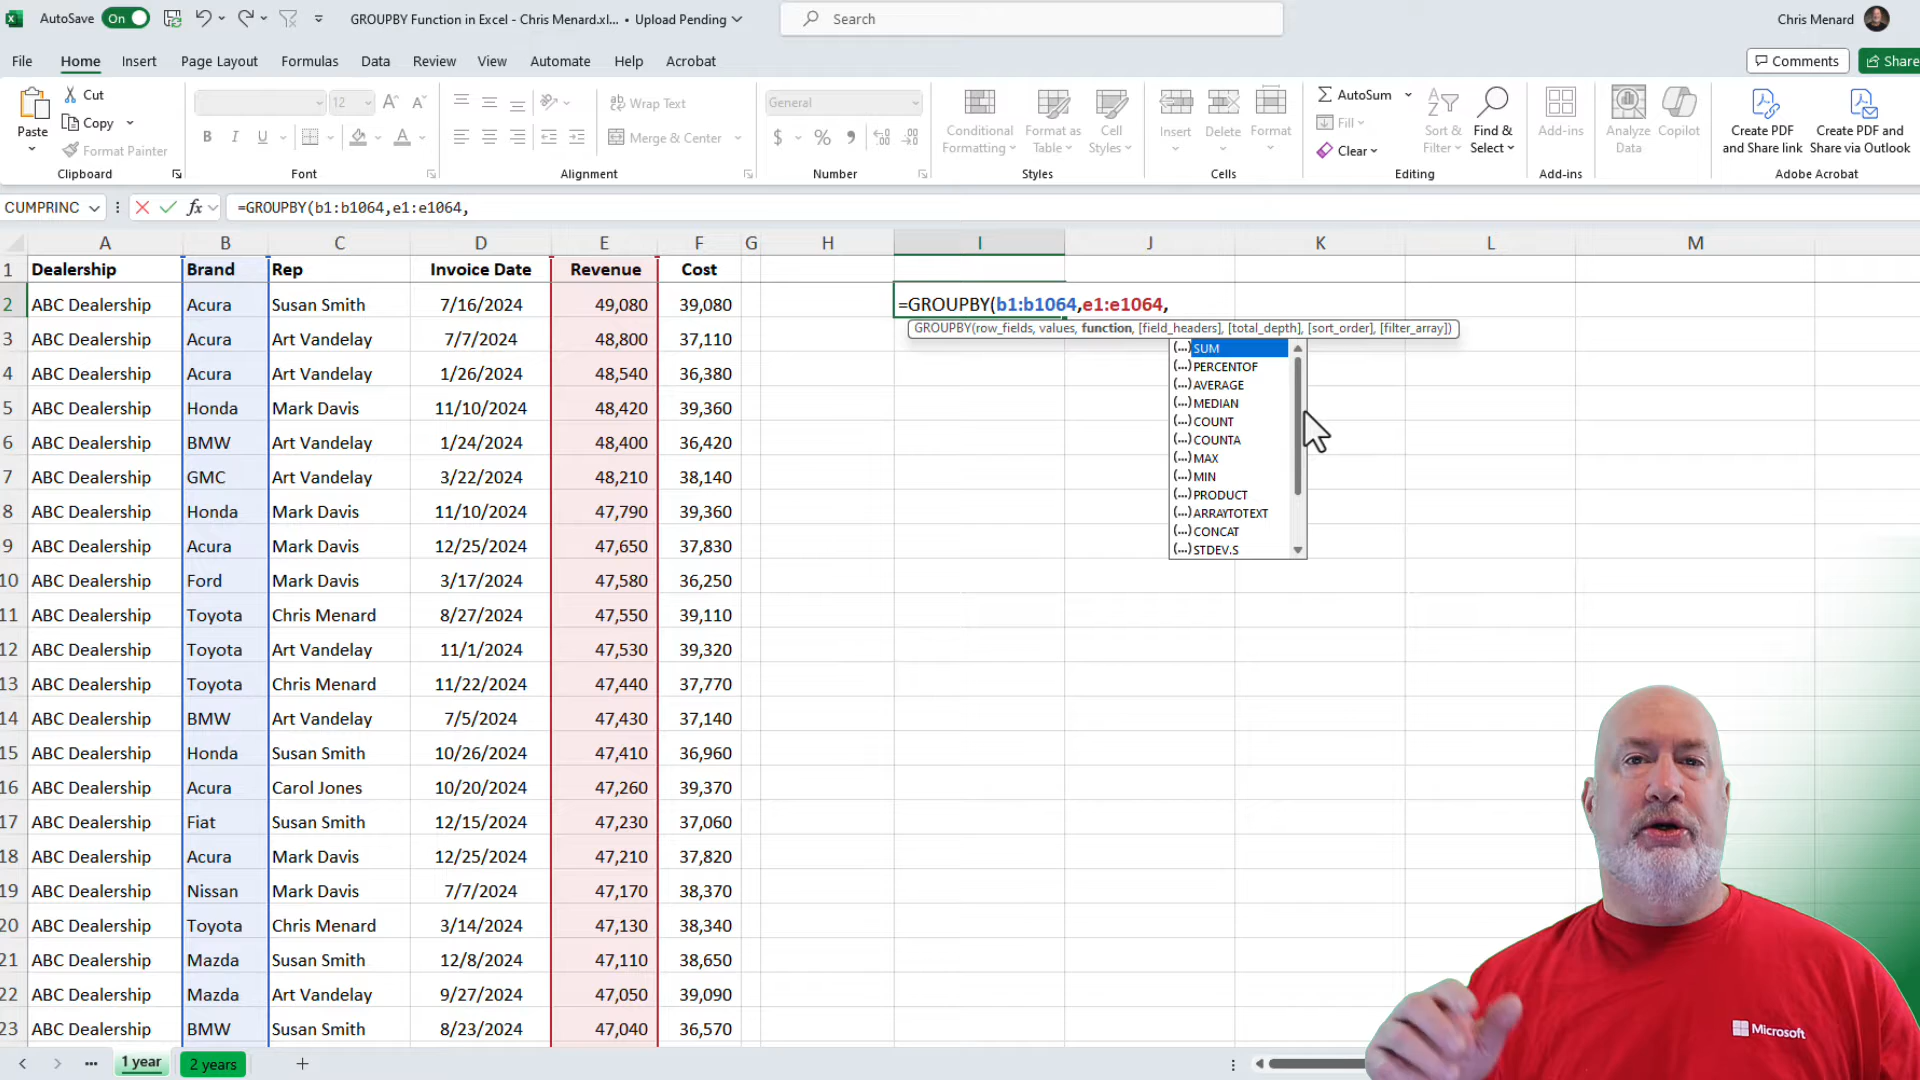 AutoSave On GROUPBY Function in Excel - Chris Menard.xl... • Upload Pending Search Chris Menard
File Home Insert Page Layout Formulas Data Review View Automate Help Acrobat Comments Share
Paste Cut Copy Format Painter Clipboard
12 B I U A Font
Wrap Text Merge & Center Alignment
General $ % Number
Conditional Formatting Format as Table Cell Styles Styles
Insert Delete Format Cells
AutoSum Fill Clear Sort & Filter Find & Select Editing
Add-ins Add-ins
Analyze Data Copilot
Create PDF and Share link Create PDF and Share via Outlook Adobe Acrobat
CUMPRINC fx =GROUPBY(b1:b1064,e1:e1064,
A B C D E F G H I J K L M
1 Dealership Brand Rep Invoice Date Revenue Cost
2 ABC Dealership Acura Susan Smith 7/16/2024 49,080 39,080 =GROUPBY(b1:b1064,e1:e1064,
GROUPBY(row_fields, values, function, [field_headers], [total_depth], [sort_order], [filter_array])
3 ABC Dealership Acura Art Vandelay 7/7/2024 48,800 37,110
4 ABC Dealership Acura Art Vandelay 1/26/2024 48,540 36,380
5 ABC Dealership Honda Mark Davis 11/10/2024 48,420 39,360
6 ABC Dealership BMW Art Vandelay 1/24/2024 48,400 36,420
7 ABC Dealership GMC Art Vandelay 3/22/2024 48,210 38,140
8 ABC Dealership Honda Mark Davis 11/10/2024 47,790 39,360
9 ABC Dealership Acura Mark Davis 12/25/2024 47,650 37,830
10 ABC Dealership Ford Mark Davis 3/17/2024 47,580 36,250
11 ABC Dealership Toyota Chris Menard 8/27/2024 47,550 39,110
12 ABC Dealership Toyota Art Vandelay 11/1/2024 47,530 39,320
13 ABC Dealership Toyota Chris Menard 11/22/2024 47,440 37,770
14 ABC Dealership BMW Art Vandelay 7/5/2024 47,430 37,140
15 ABC Dealership Honda Susan Smith 10/26/2024 47,410 36,960
16 ABC Dealership Acura Carol Jones 10/20/2024 47,260 39,370
17 ABC Dealership Fiat Susan Smith 12/15/2024 47,230 37,060
18 ABC Dealership Acura Mark Davis 12/25/2024 47,210 37,820
19 ABC Dealership Nissan Mark Davis 7/7/2024 47,170 38,370
20 ABC Dealership Toyota Chris Menard 3/14/2024 47,130 38,340
21 ABC Dealership Mazda Susan Smith 12/8/2024 47,110 38,650
22 ABC Dealership Mazda Art Vandelay 9/27/2024 47,050 39,090
23 ABC Dealership BMW Susan Smith 8/23/2024 47,040 36,570
(...) SUM
(...) PERCENTOF
(...) AVERAGE
(...) MEDIAN
(...) COUNT
(...) COUNTA
(...) MAX
(...) MIN
(...) PRODUCT
(...) ARRAYTOTEXT
(...) CONCAT
(...) STDEV.S
Microsoft
... 1 year 2 years +